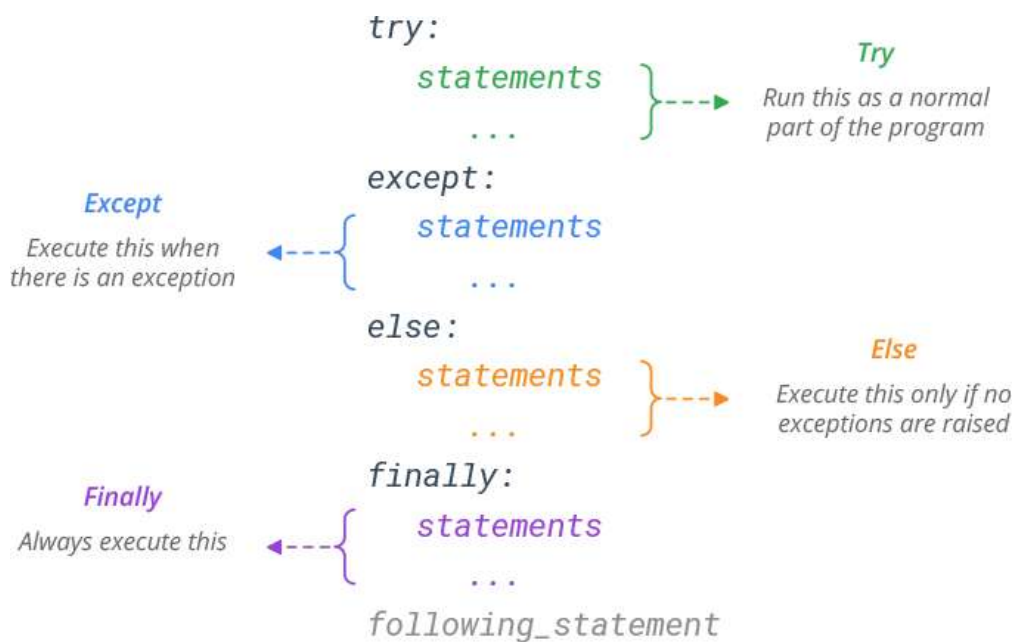 try:
statements
...
Try
Run this as a normal
part of the program
except:
statements
...
Except
Execute this when
there is an exception
else:
statements
...
Else
Execute this only if no
exceptions are raised
finally:
statements
...
Finally
Always execute this
following_statement